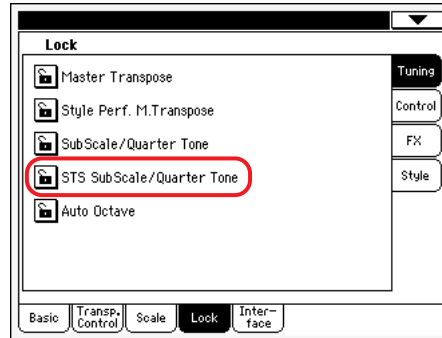 Lock
Master Transpose
Style Perf. M.Transpose
SubScale/Quarter Tone
STS SubScale/Quarter Tone
Auto Octave
Tuning
Control
FX
Style
Basic
Transp.
Control
Scale
Lock
Inter-
face